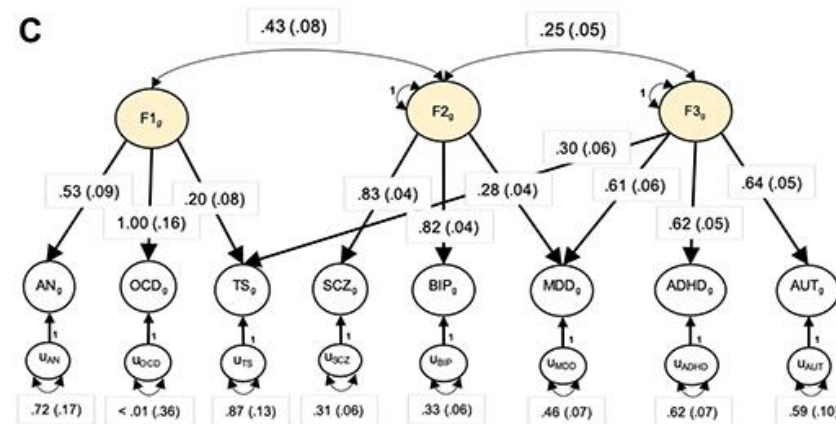 C
.43 (.08)
.25 (.05)
1
1
F1g
F2g
F3g
.30 (.06)
.53 (.09)
.20 (.08)
.83 (.04)
.28 (.04)
.61 (.06)
.64 (.05)
1.00 (.16)
.82 (.04)
.62 (.05)
ANg
OCDg
TSg
SCZg
BIPg
MDDg
ADHDg
AUTg
1
1
1
1
1
1
1
1
uAN
uOCD
uTS
uSCZ
uBIP
uMDD
uADHD
uAUT
.72 (.17)
< .01 (.36)
.87 (.13)
.31 (.06)
.33 (.06)
.46 (.07)
.62 (.07)
.59 (.10)